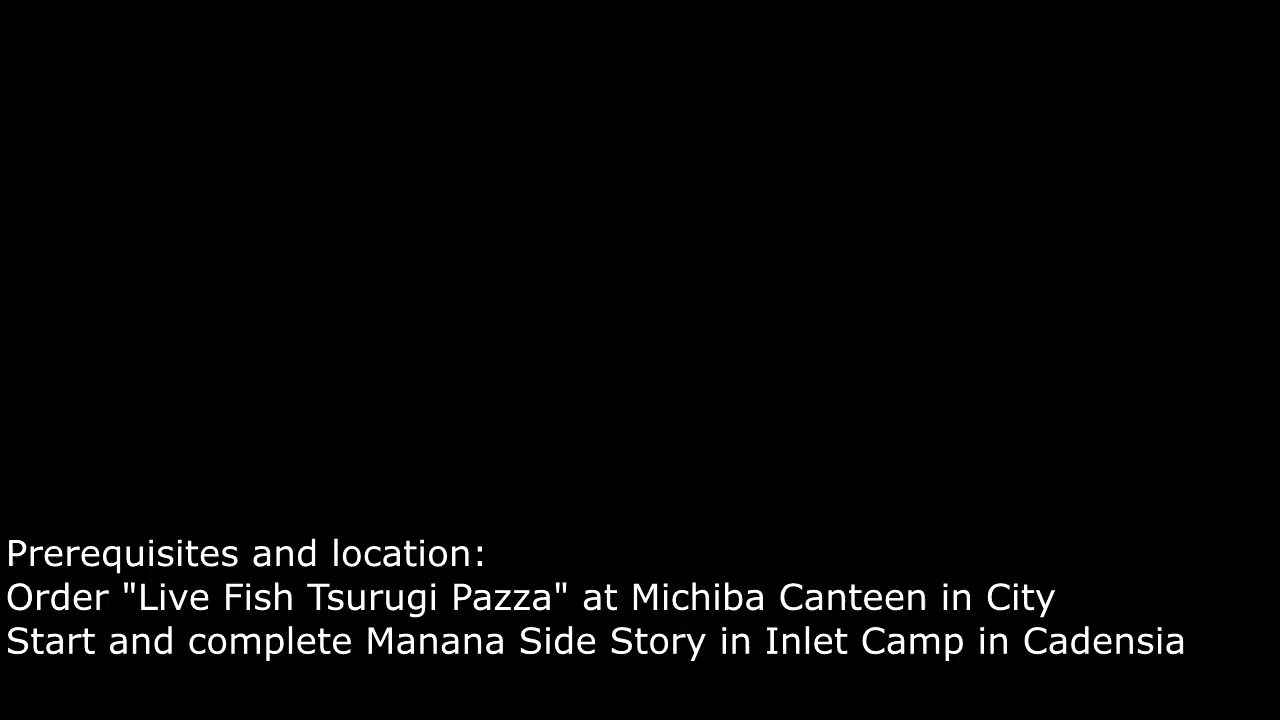 Prerequisites and location:
Order "Live Fish Tsurugi Pazza" at Michiba Canteen in City
Start and complete Manana Side Story in Inlet Camp in Cadensia